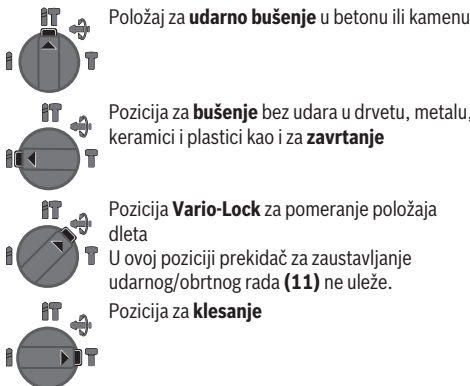 Položaj za udarno bušenje u betonu ili kamenu
Pozicija za bušenje bez udara u drvetu, metalu,
keramici i plastici kao i za zavrtanje
Pozicija Vario-Lock za pomeranje položaja
dleta
U ovoj poziciji prekidač za zaustavljanje
udarnog/obrtnog rada (11) ne uleže.
Pozicija za klesanje